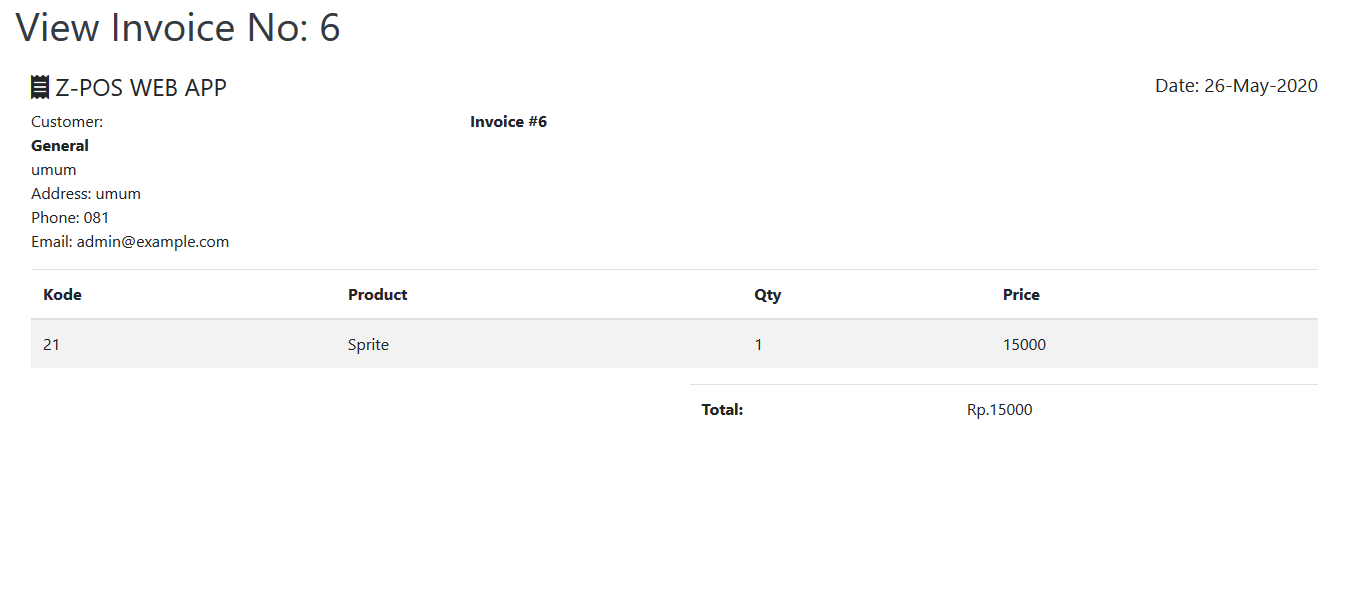 View Invoice No: 6
Z-POS WEB APP
Date: 26-May-2020
Customer:
Invoice #6
General
umum
Address: umum
Phone: 081
Email: admin@example.com
Kode Product Qty Price
21 Sprite 1 15000
Total: Rp.15000